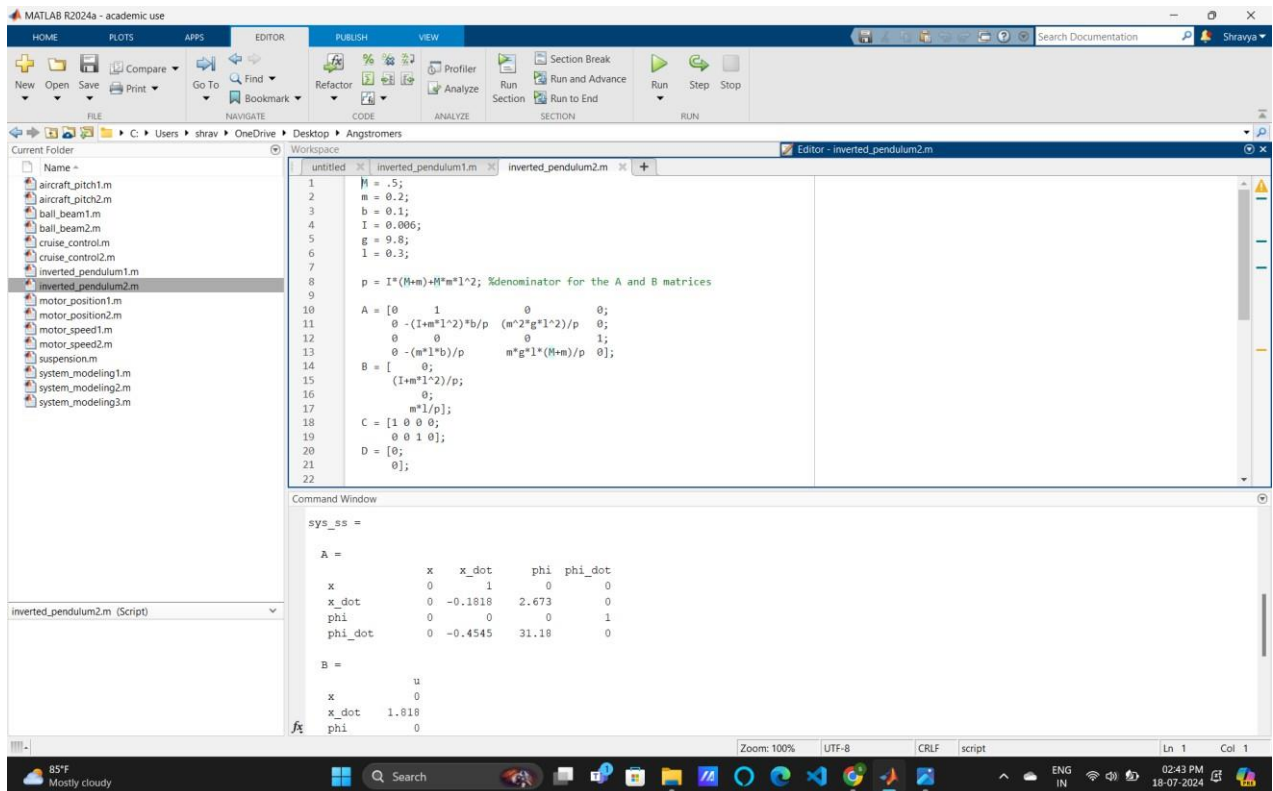 MATLAB R2024a - academic use
HOME PLOTS APPS EDITOR PUBLISH VIEW Search Documentation Shravya
New Open Save Compare Print Go To Find Bookmark Refactor Profiler Analyze Run Section Section Break Run and Advance Run to End Run Step Stop
FILE NAVIGATE CODE ANALYZE SECTION RUN
C: Users shrav OneDrive Desktop Angstromers
Current Folder
Name
aircraft_pitch1.m
aircraft_pitch2.m
ball_beam1.m
ball_beam2.m
cruise_control.m
cruise_control2.m
inverted_pendulum1.m
inverted_pendulum2.m
motor_position1.m
motor_position2.m
motor_speed1.m
motor_speed2.m
suspension.m
system_modeling1.m
system_modeling2.m
system_modeling3.m
inverted_pendulum2.m (Script)
Workspace
Editor - inverted_pendulum2.m
untitled inverted_pendulum1.m inverted_pendulum2.m +
1 M = .5;
2 m = 0.2;
3 b = 0.1;
4 I = 0.006;
5 g = 9.8;
6 l = 0.3;
7
8 p = I*(M+m)+M*m*l^2; %denominator for the A and B matrices
9
10 A = [0 1 0 0;
11 0 -(I+m*l^2)*b/p (m^2*g*l^2)/p 0;
12 0 0 0 1;
13 0 -(m*l*b)/p m*g*l*(M+m)/p 0];
14 B = [ 0;
15 (I+m*l^2)/p;
16 0;
17 m*l/p];
18 C = [1 0 0 0;
19 0 0 1 0];
20 D = [0;
21 0];
22
Command Window
sys_ss =
A =
x x_dot phi phi_dot
x 0 1 0 0
x_dot 0 -0.1818 2.673 0
phi 0 0 0 1
phi_dot 0 -0.4545 31.18 0
B =
u
x 0
x_dot 1.818
fx phi 0
Zoom: 100% UTF-8 CRLF script Ln 1 Col 1
85°F
Mostly cloudy
Search
ENG
IN
02:43 PM
18-07-2024